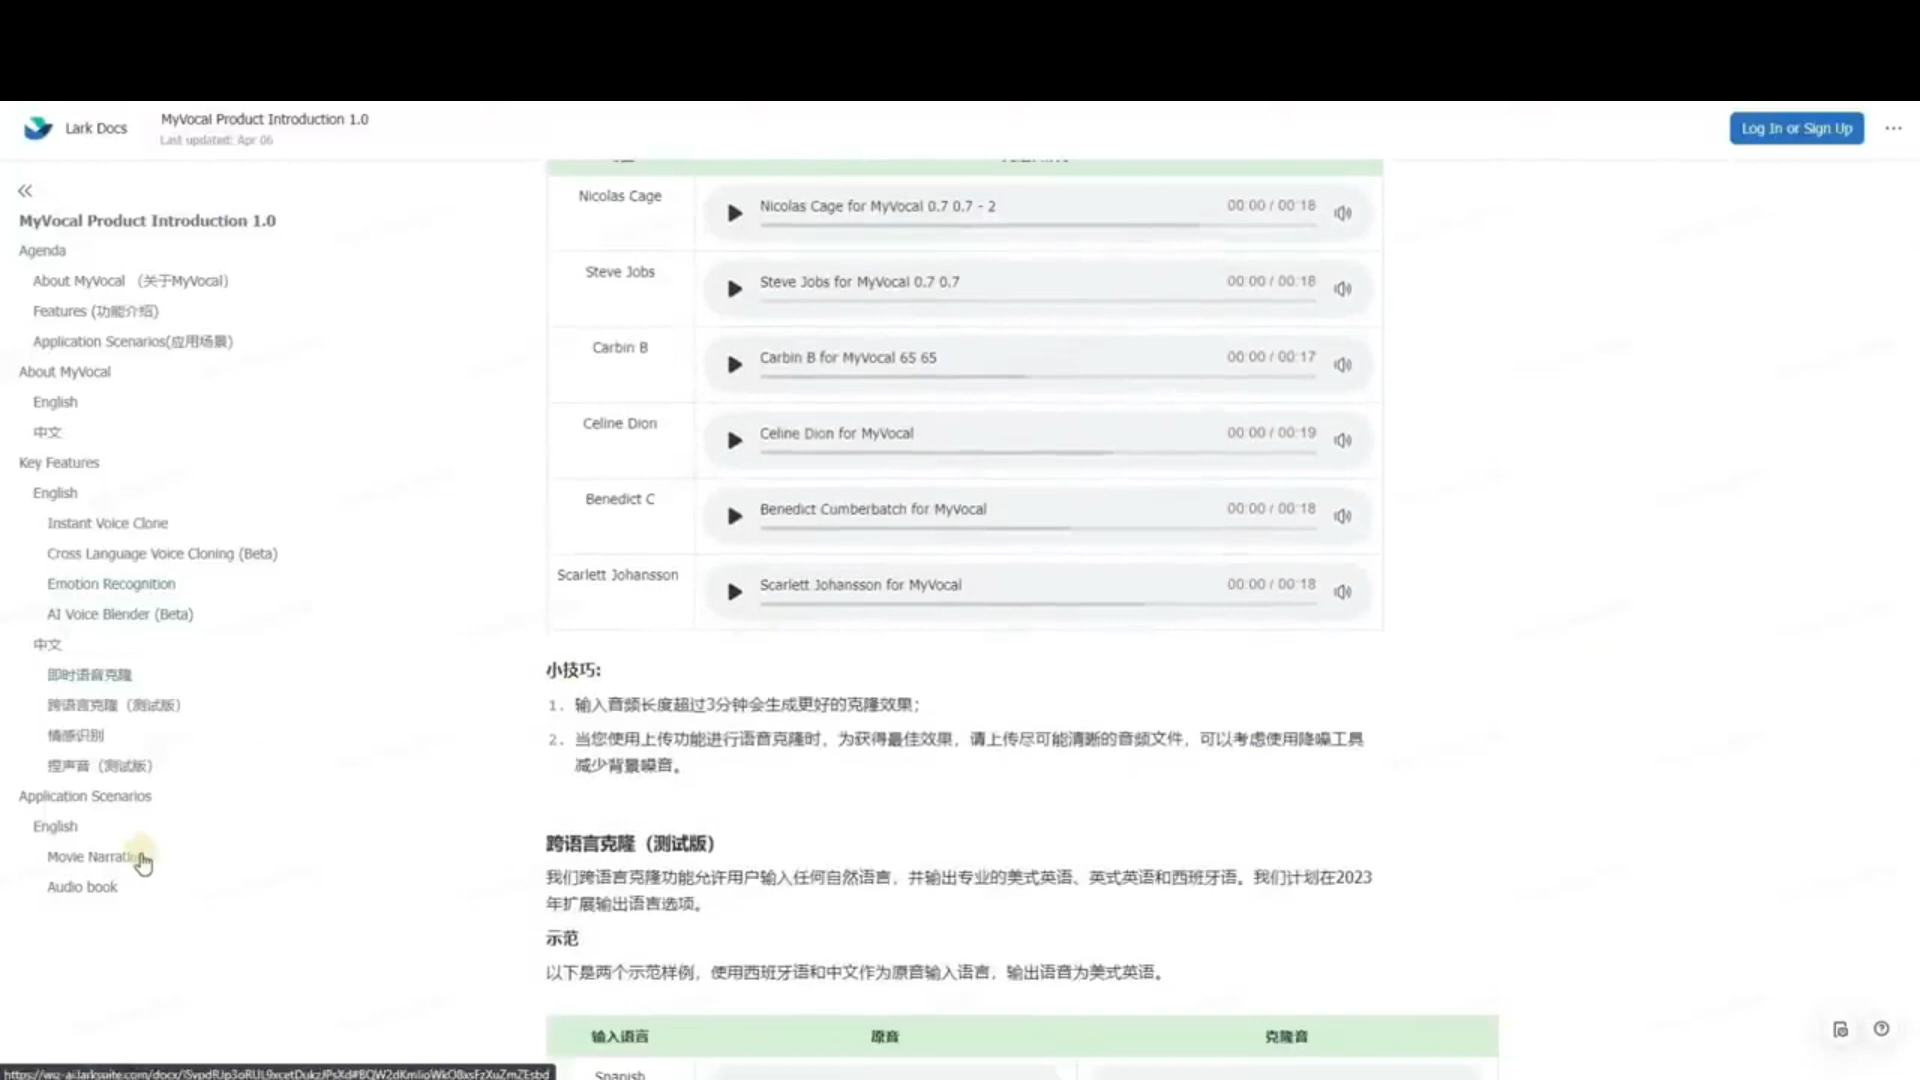 Lark Docs
MyVocal Product Introduction 1.0
Last updated: Apr 06
Log In or Sign Up
MyVocal Product Introduction 1.0
Agenda
About MyVocal （关于MyVocal）
Features (功能介绍)
Application Scenarios(应用场景)
About MyVocal
English
中文
Key Features
English
Instant Voice Clone
Cross Language Voice Cloning (Beta)
Emotion Recognition
AI Voice Blender (Beta)
中文
即时语音克隆
跨语言克隆（测试版）
情感识别
捏声音（测试版）
Application Scenarios
English
Movie
Audio book
Nicolas Cage
Nicolas Cage for MyVocal 0.7 0.7 - 2
00:00 / 00:18
Steve Jobs
Steve Jobs for MyVocal 0.7 0.7
00:00 / 00:18
Carbin B
Carbin B for MyVocal 65 65
00:00 / 00:17
Celine Dion
Celine Dion for MyVocal
00:00 / 00:19
Benedict C
Benedict Cumberbatch for MyVocal
00:00 / 00:18
Scarlett Johansson
Scarlett Johansson for MyVocal
00:00 / 00:18
小技巧:
1. 输入音频长度超过3分钟会生成更好的克隆效果；
2. 当您使用上传功能进行语音克隆时，为获得最佳效果，请上传尽可能清晰的音频文件，可以考虑使用降噪工具
减少背景噪音。
跨语言克隆（测试版）
我们跨语言克隆功能允许用户输入任何自然语言，并输出专业的美式英语、英式英语和西班牙语。我们计划在2023
年扩展输出语言选项。
示范
以下是两个示范样例，使用西班牙语和中文作为原音输入语言，输出语音为美式英语。
输入语言
原音
克隆音
Spanish